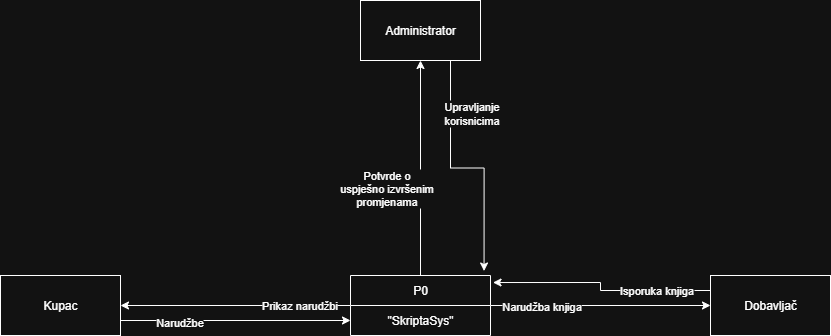 Administrator
Upravljanje
korisnicima
Potvrde o
uspješno izvršenim
promjenama
Kupac
Prikaz narudžbi
Narudžbe
P0
"SkriptaSys"
Isporuka knjiga
Narudžba knjiga
Dobavljač